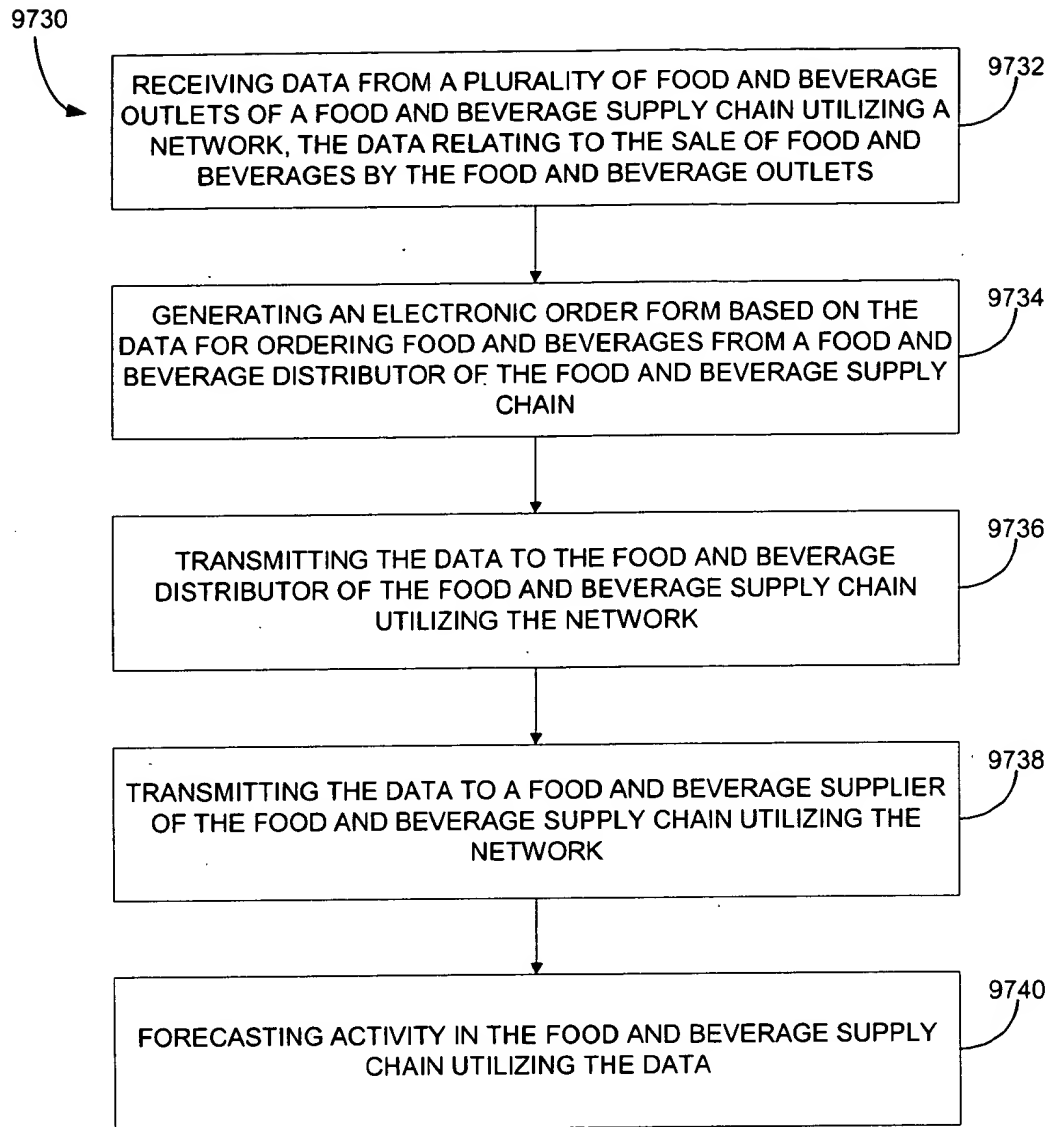 9730
RECEIVING DATA FROM A PLURALITY OF FOOD AND BEVERAGE
OUTLETS OF A FOOD AND BEVERAGE SUPPLY CHAIN UTILIZING A
NETWORK, THE DATA RELATING TO THE SALE OF FOOD AND
BEVERAGES BY THE FOOD AND BEVERAGE OUTLETS
9732
GENERATING AN ELECTRONIC ORDER FORM BASED ON THE
DATA FOR ORDERING FOOD AND BEVERAGES FROM A FOOD AND
BEVERAGE DISTRIBUTOR OF THE FOOD AND BEVERAGE SUPPLY
CHAIN
9734
TRANSMITTING THE DATA TO THE FOOD AND BEVERAGE
DISTRIBUTOR OF THE FOOD AND BEVERAGE SUPPLY CHAIN
UTILIZING THE NETWORK
9736
TRANSMITTING THE DATA TO A FOOD AND BEVERAGE SUPPLIER
OF THE FOOD AND BEVERAGE SUPPLY CHAIN UTILIZING THE
NETWORK
9738
FORECASTING ACTIVITY IN THE FOOD AND BEVERAGE SUPPLY
CHAIN UTILIZING THE DATA
9740